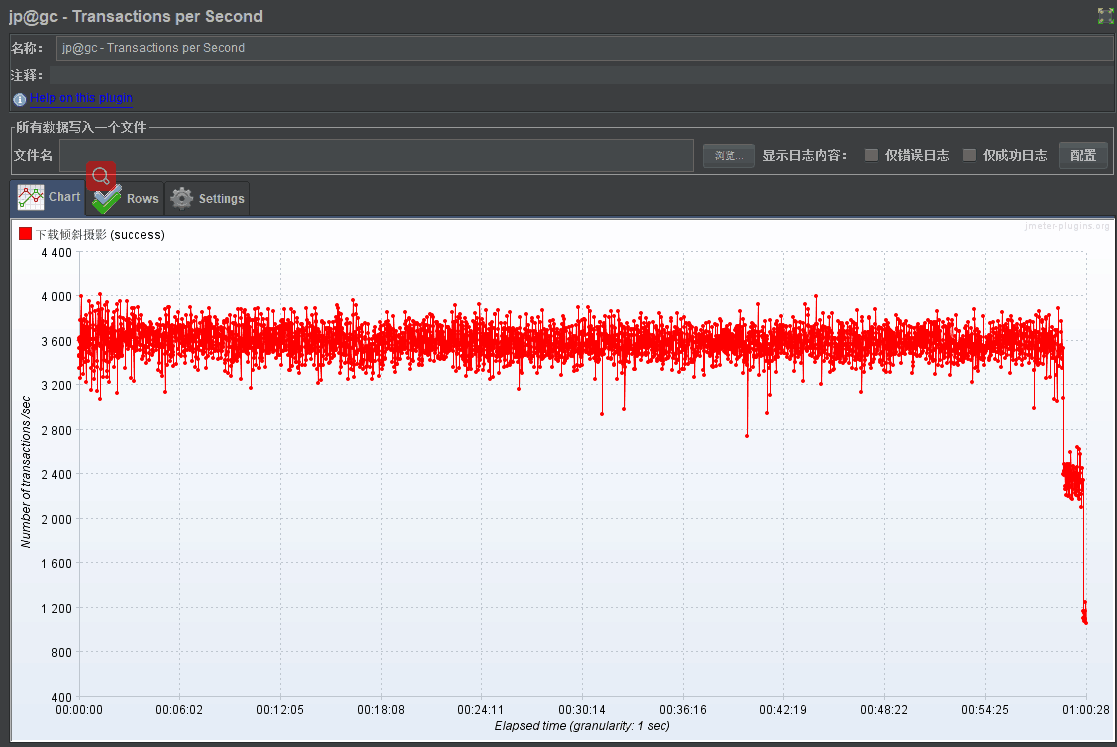 jp@gc - Transactions per Second
名称： jp@gc - Transactions per Second
注释：
Help on this plugin
所有数据写入一个文件
文件名 浏览... 显示日志内容： 仅错误日志 仅成功日志 配置
Chart Rows Settings
jmeter-plugins.org
下载倾斜摄影 (success)
4 400
4 000
3 600
3 200
2 800
2 400
2 000
1 600
1 200
800
400
Number of transactions /sec
00:00:00 00:06:02 00:12:05 00:18:08 00:24:11 00:30:14 00:36:16 00:42:19 00:48:22 00:54:25 01:00:28
Elapsed time (granularity: 1 sec)